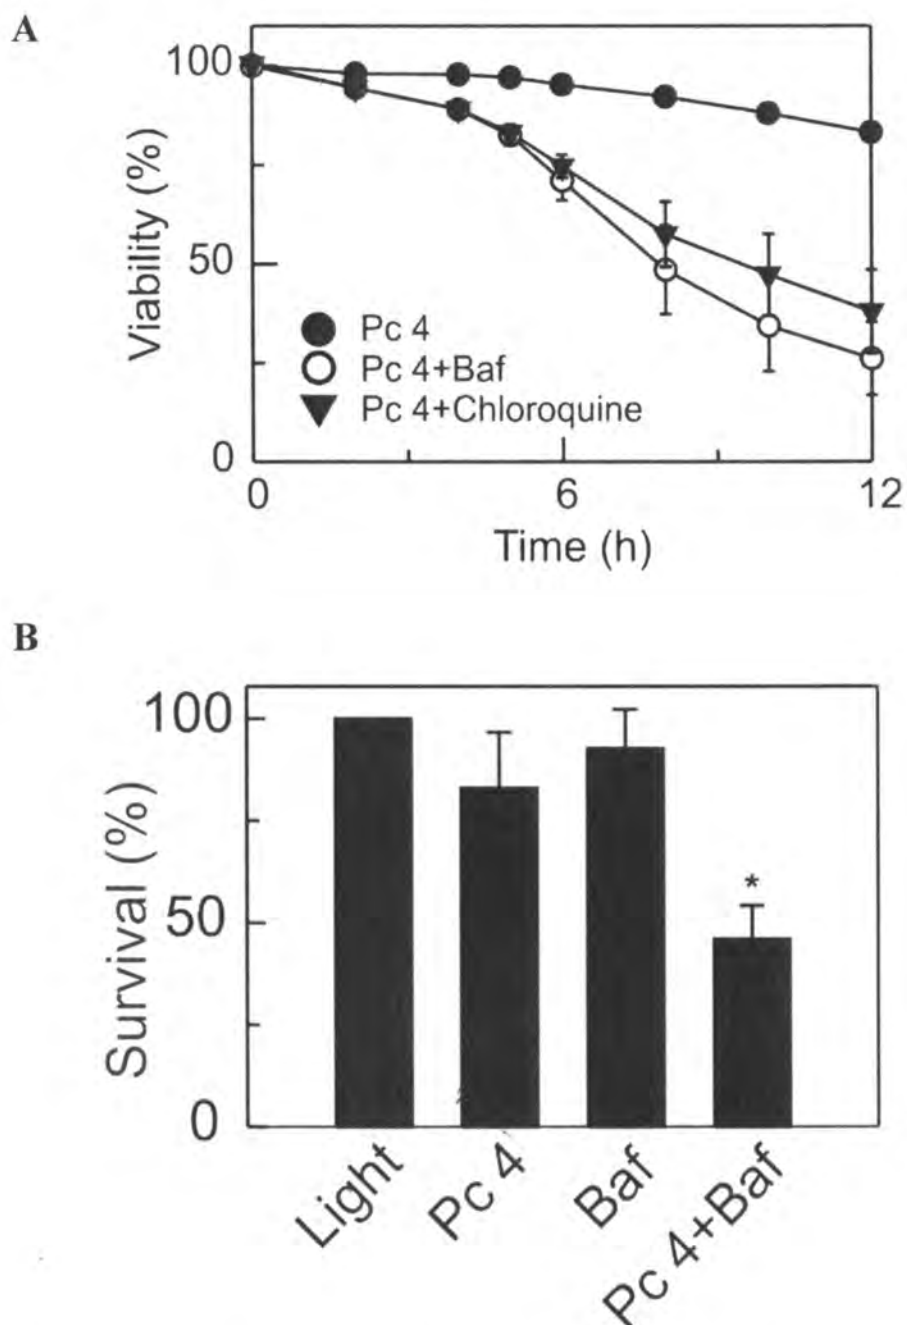 A
Viability (%)
100
50
0
Pc 4
Pc 4+Baf
Pc 4+Chloroquine
0 6 12
Time (h)
B
Survival (%)
100
50
0
*
Light
Pc 4
Baf
Pc 4+Baf